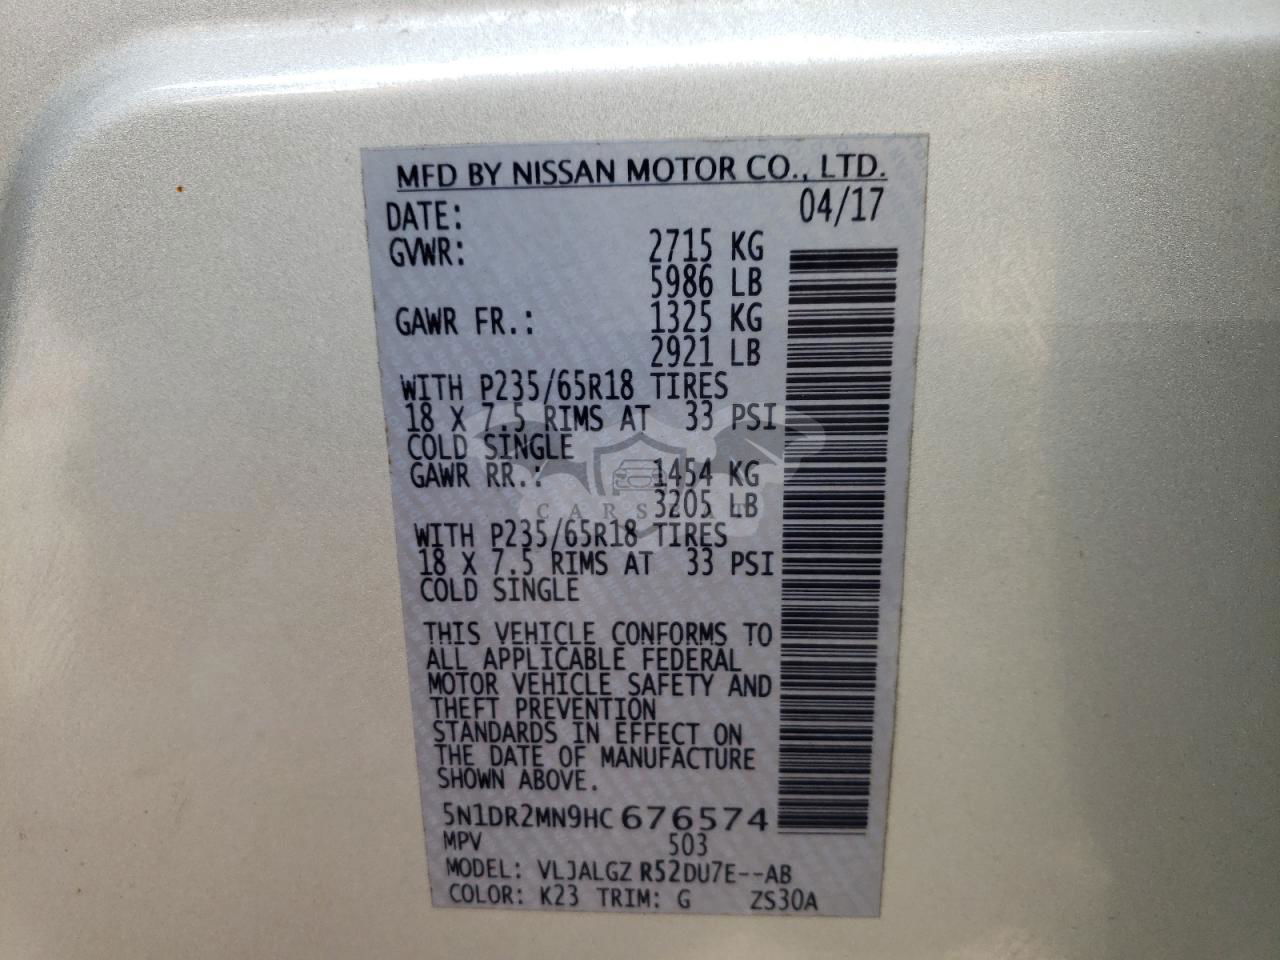 MFD BY NISSAN MOTOR CO., LTD.
DATE: 04/17
GVWR: 2715 KG
5986 LB
GAWR FR.: 1325 KG
2921 LB
WITH P235/65R18 TIRES
18 X 7.5 RIMS AT 33 PSI
COLD SINGLE
GAWR RR.: 1454 KG
3205 LB
WITH P235/65R18 TIRES
18 X 7.5 RIMS AT 33 PSI
COLD SINGLE
THIS VEHICLE CONFORMS TO
ALL APPLICABLE FEDERAL
MOTOR VEHICLE SAFETY AND
THEFT PREVENTION
STANDARDS IN EFFECT ON
THE DATE OF MANUFACTURE
SHOWN ABOVE.
5N1DR2MN9HC 676574
MPV 503
MODEL: VLJALGZ R52DU7E--AB
COLOR: K23 TRIM: G ZS30A